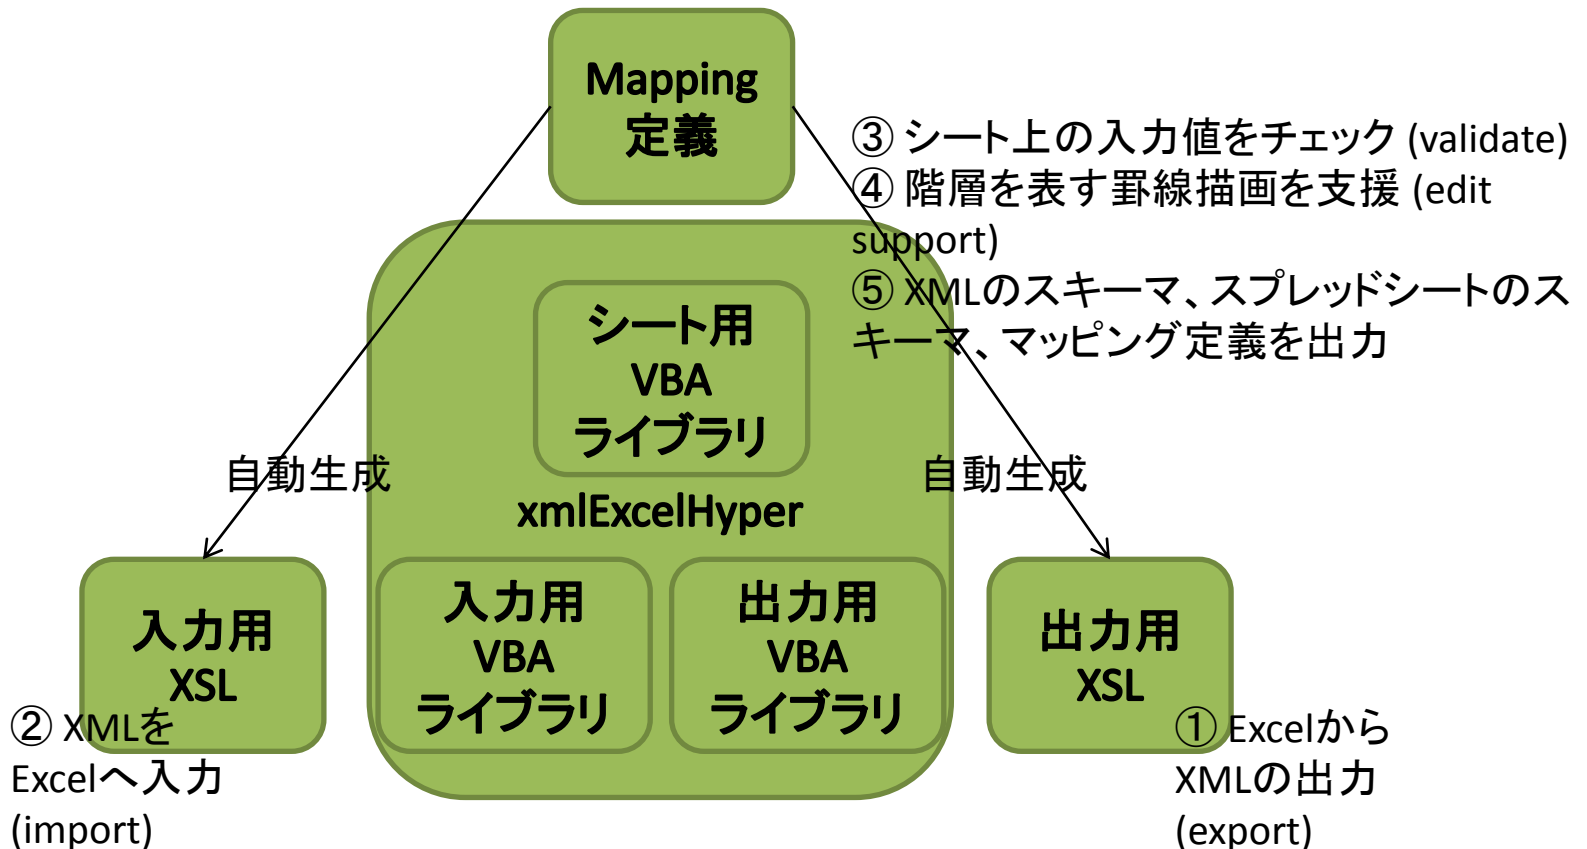 Mapping
定義
③ シート上の入力値をチェック (validate)
④ 階層を表す罫線描画を支援 (edit
support)
⑤ XMLのスキーマ、スプレッドシートのス
キーマ、マッピング定義を出力
シート用
VBA
ライブラリ
自動生成
自動生成
xmlExcelHyper
入力用
XSL
入力用
VBA
ライブラリ
出力用
VBA
ライブラリ
出力用
XSL
② XMLを
Excelへ入力
(import)
① Excelから
XMLの出力
(export)